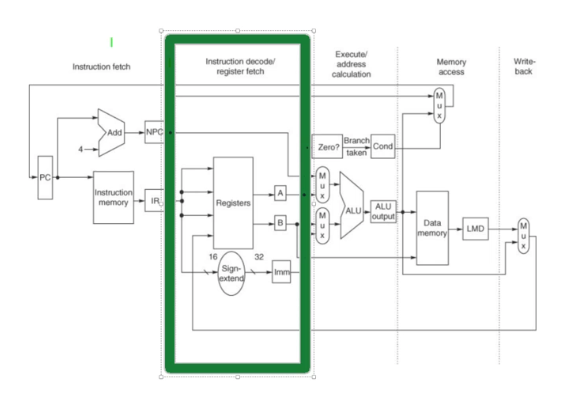 Instruction fetch
Instruction decode/
register fetch
Execute/
address
calculation
Memory
access
Write-
back
M
u
x
Add
NPC
4
Zero?
Branch
taken
Cond
PC
Instruction
memory
IR
Registers
A
B
M
u
x
M
u
x
ALU
ALU
output
Data
memory
LMD
M
u
x
16
32
Sign-
extend
Imm